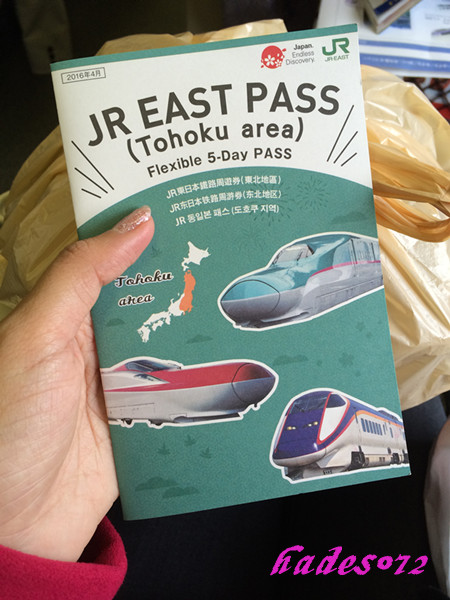 2016年4月
Japan.
Endless
Discovery.
JR
JR EAST
JR EAST PASS
(Tohoku area)
Flexible 5-Day PASS
JR東日本鐵路周遊券(東北地區)
JR东日本铁路周游券(东北地区)
JR 동일본 패스(도호쿠 지역)
Tohoku
area
hades072